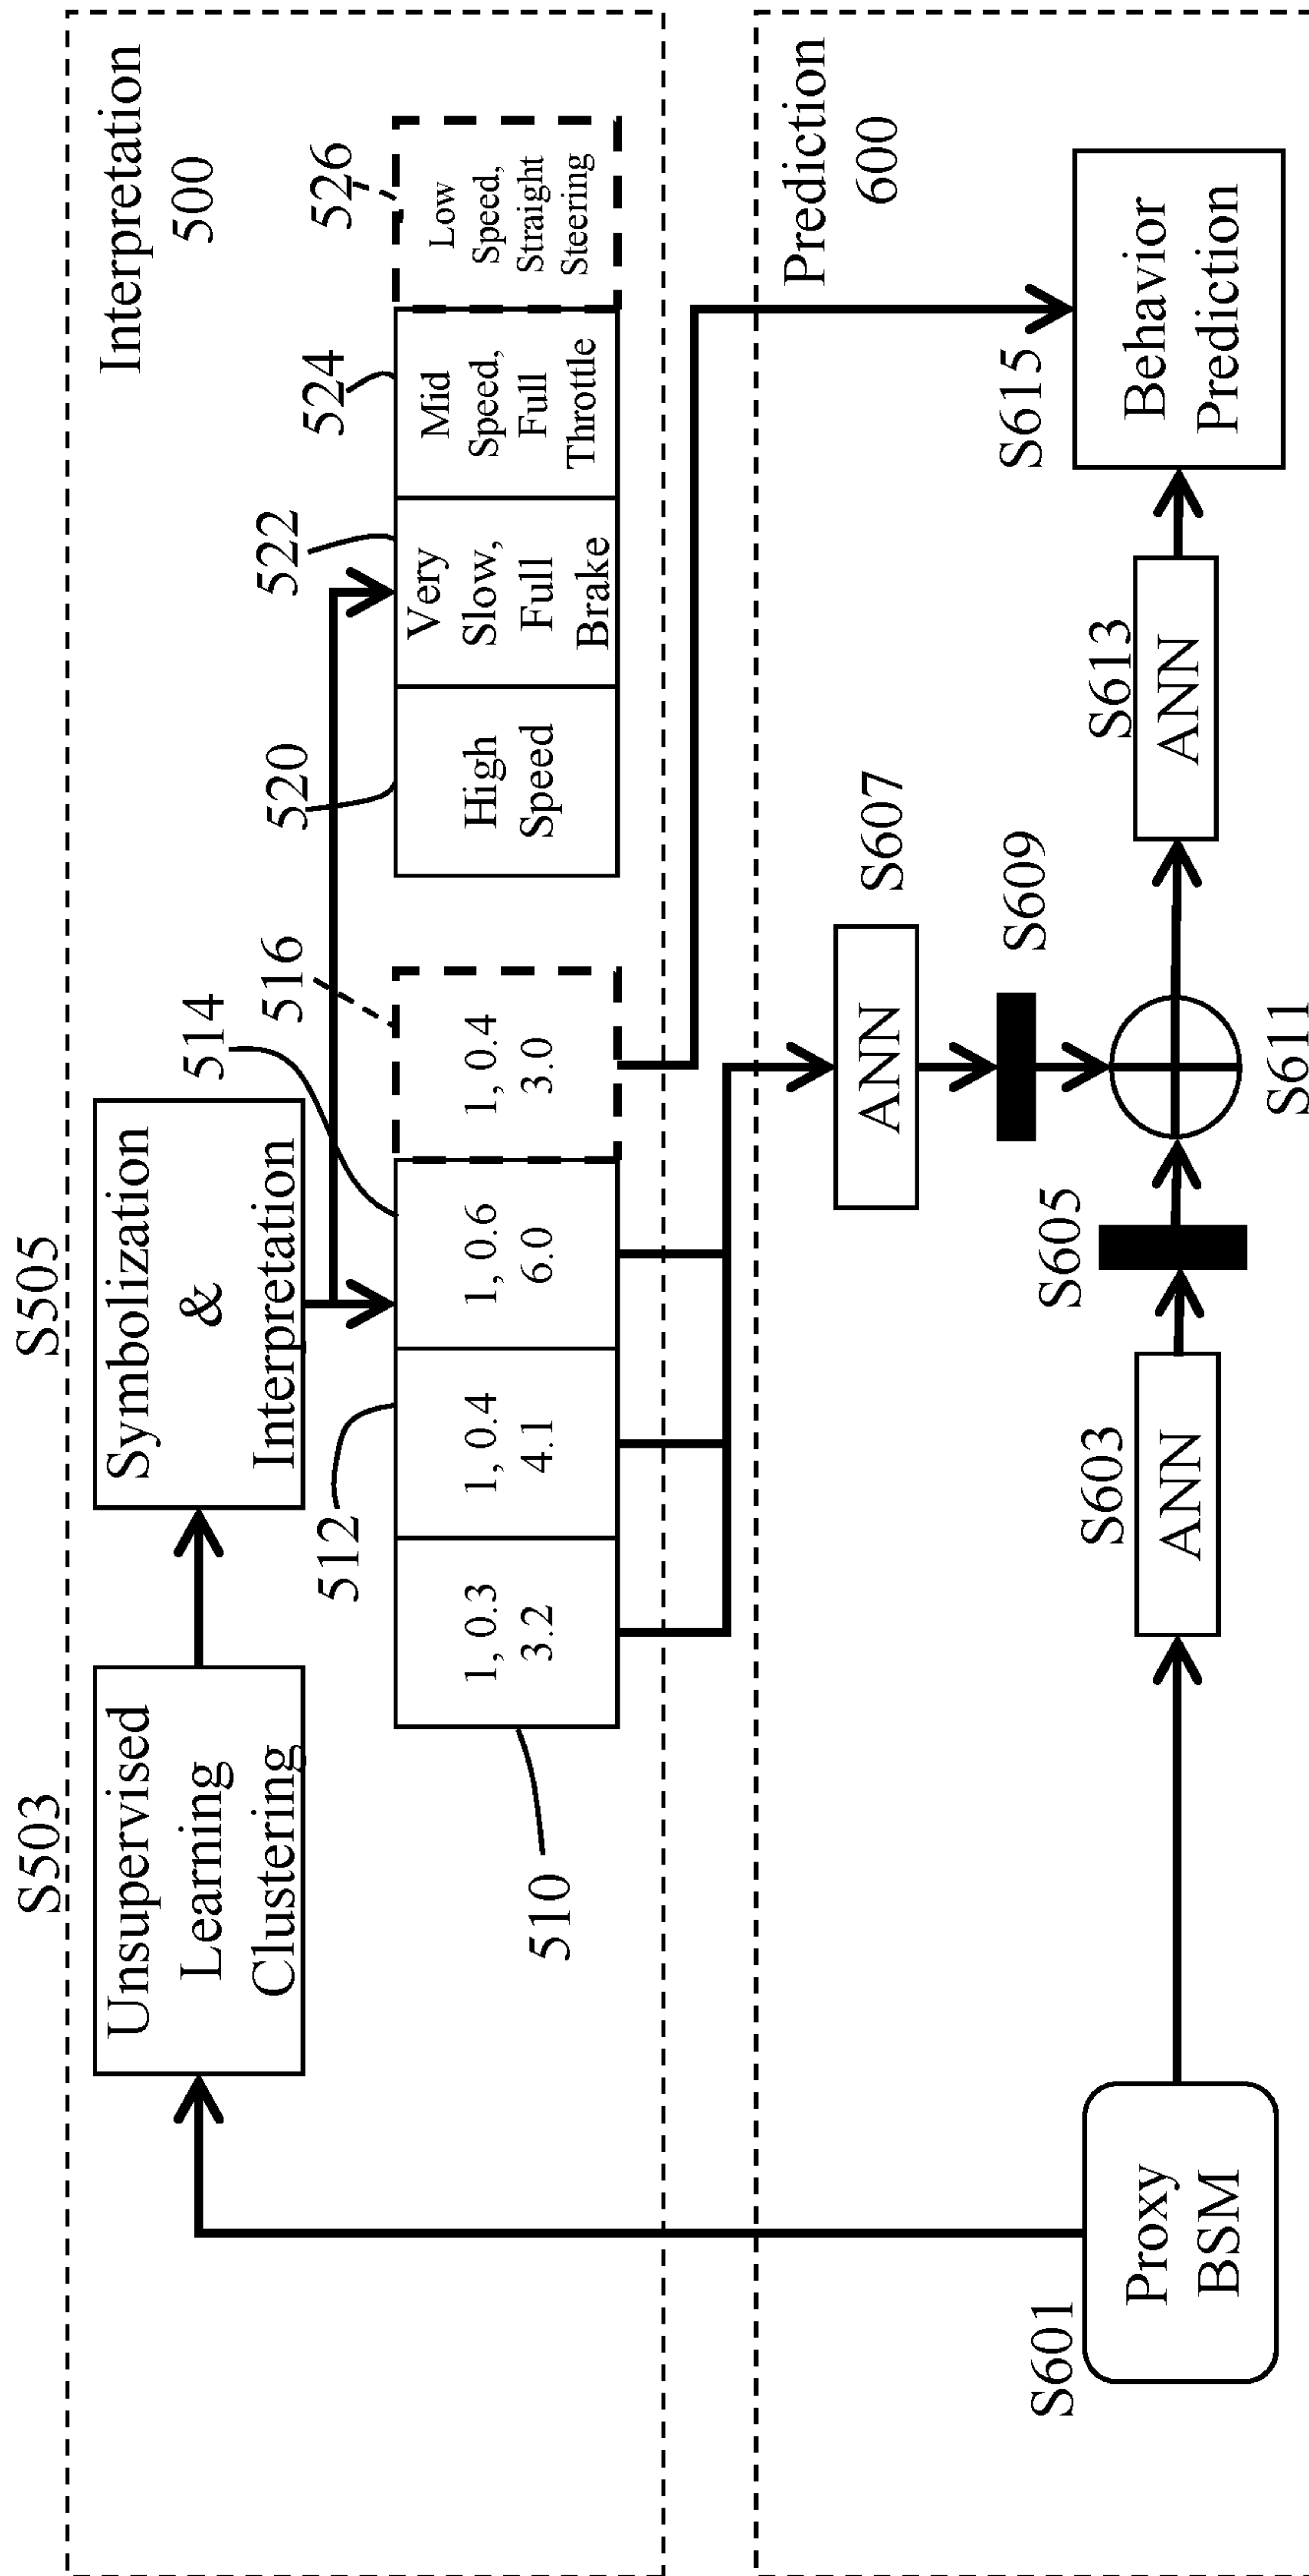 Interpretation
500
S503
Unsupervised
Learning
Clustering
S505
Symbolization
&
Interpretation
510
1, 0.3
3.2
512
1, 0.4
4.1
514
1, 0.6
6.0
516
1, 0.4
3.0
520
High
Speed
522
Very
Slow,
Full
Brake
524
Mid
Speed,
Full
Throttle
526
Low
Speed,
Straight
Steering
Prediction
600
S601
Proxy
BSM
S603
ANN
S605
S607
ANN
S609
S611
S613
ANN
S615
Behavior
Prediction